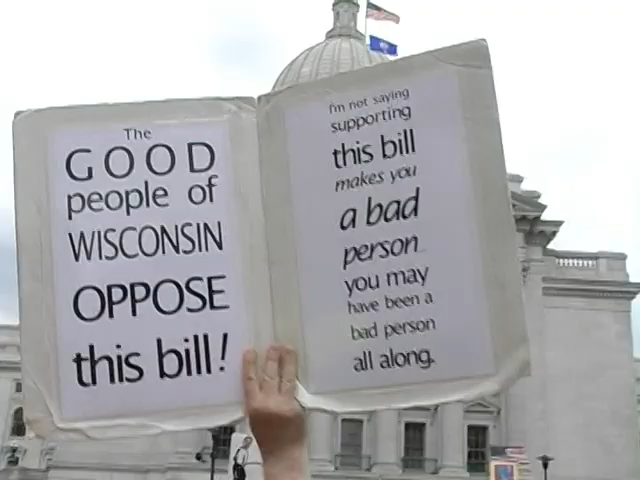 The
GOOD
people of
WISCONSIN
OPPOSE
this bill!
I'm not saying
supporting
this bill
makes you
a bad
person...
you may
have been a
bad person
all along.